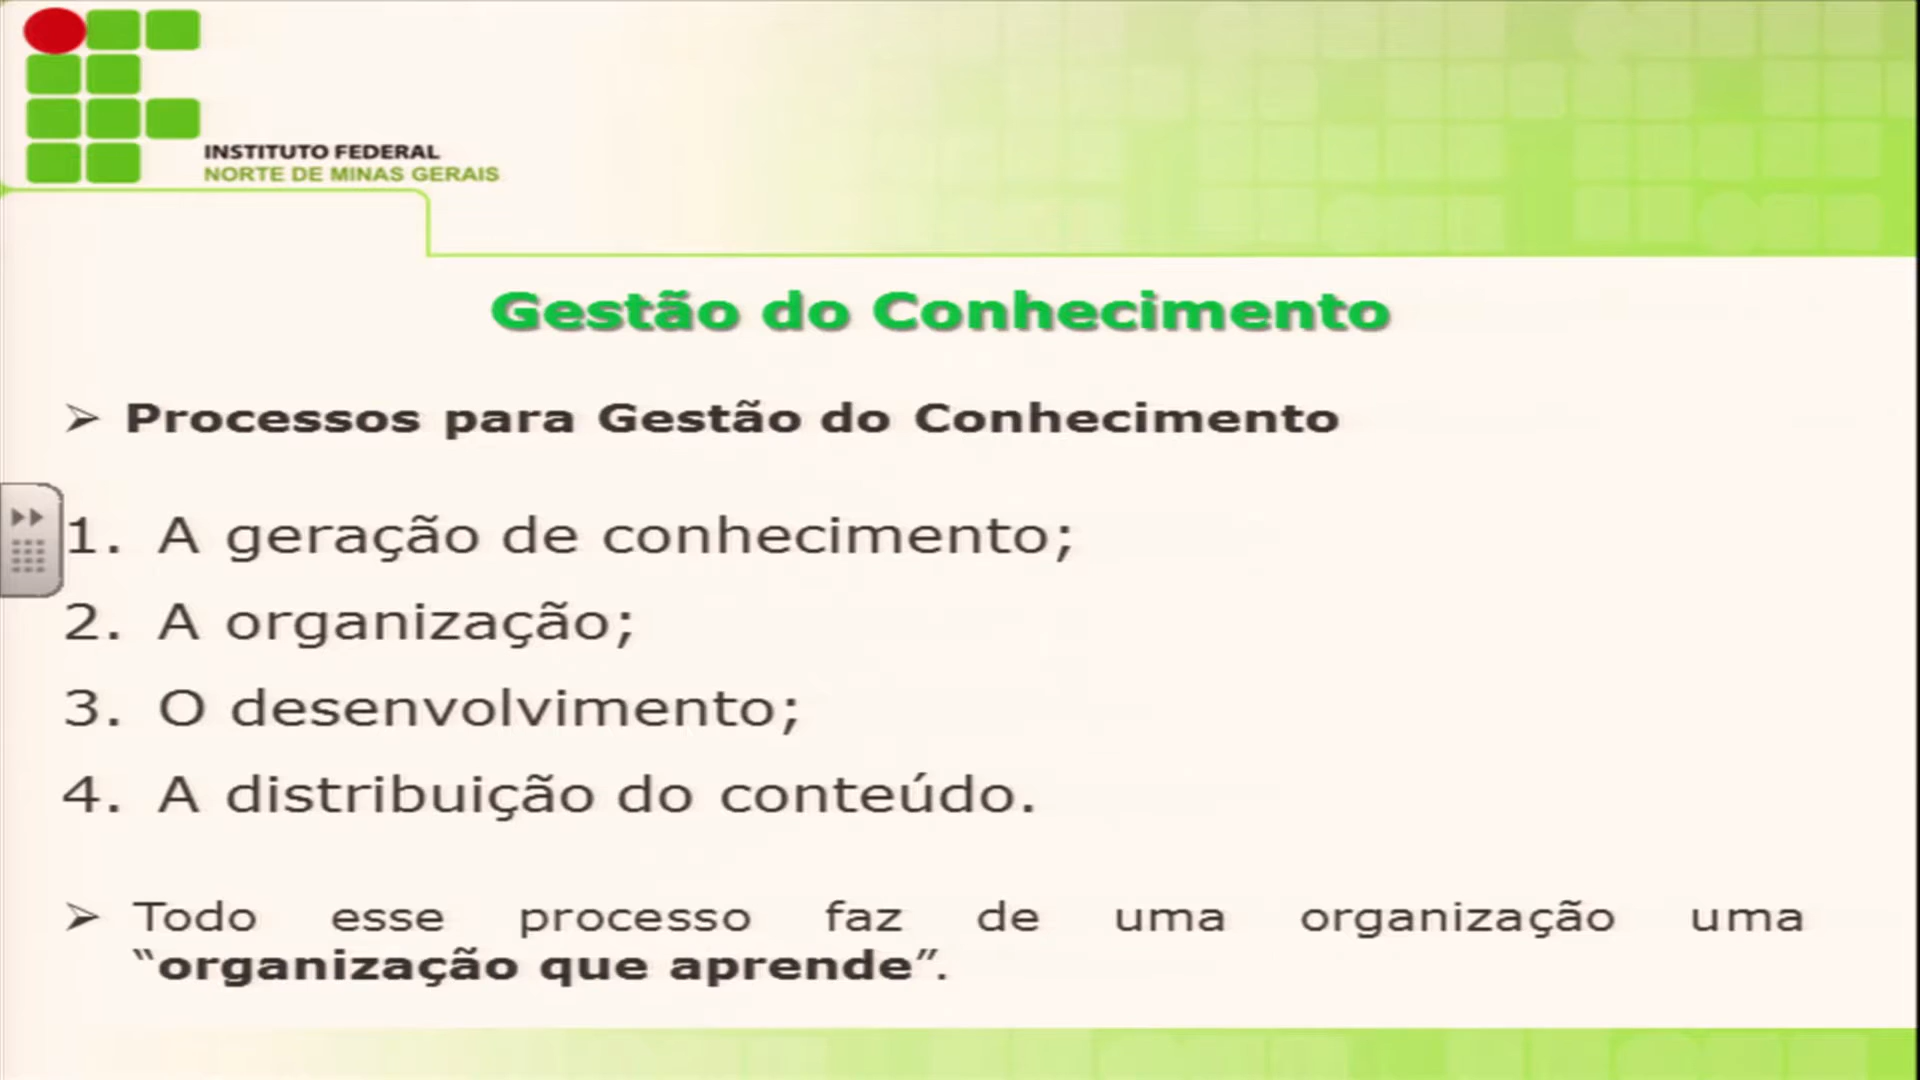 INSTITUTO FEDERAL
NORTE DE MINAS GERAIS
Gestão do Conhecimento
➢ Processos para Gestão do Conhecimento
1. A geração de conhecimento;
2. A organização;
3. O desenvolvimento;
4. A distribuição do conteúdo.
➢ Todo esse processo faz de uma organização uma
“organização que aprende”.